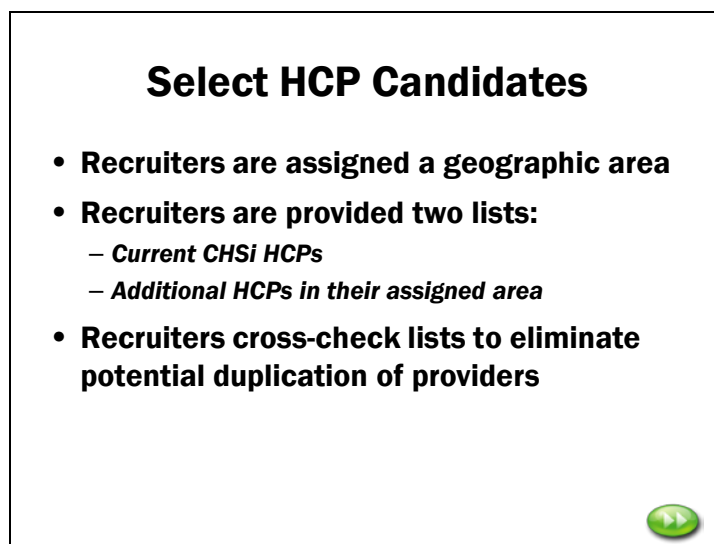 Select HCP Candidates
• Recruiters are assigned a geographic area
• Recruiters are provided two lists:
– Current CHSi HCPs
– Additional HCPs in their assigned area
• Recruiters cross-check lists to eliminate
potential duplication of providers